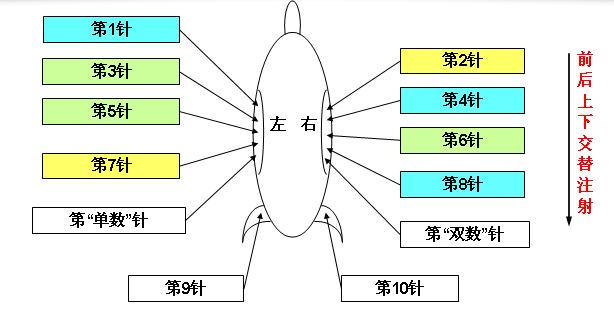 第1针
第2针
第3针
第4针
第5针
第6针
第7针
第8针
左 右
第“单数”针
第“双数”针
第9针
第10针
前后上下交替注射